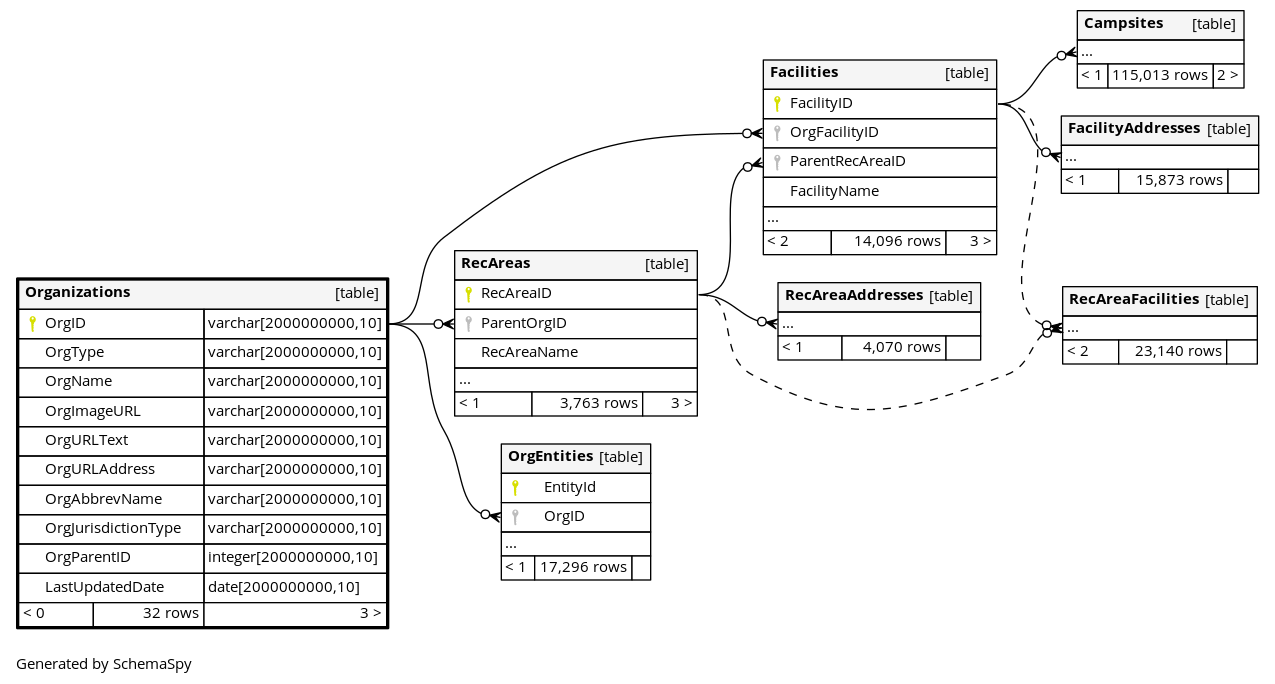 Campsites [table]
...
< 1 115,013 rows 2 >
Facilities [table]
FacilityID
OrgFacilityID
ParentRecAreaID
FacilityName
...
< 2 14,096 rows 3 >
FacilityAddresses [table]
...
< 1 15,873 rows
RecAreas [table]
RecAreaID
ParentOrgID
RecAreaName
...
< 1 3,763 rows 3 >
RecAreaAddresses [table]
...
< 1 4,070 rows
RecAreaFacilities [table]
...
< 2 23,140 rows
Organizations [table]
OrgID varchar[2000000000,10]
OrgType varchar[2000000000,10]
OrgName varchar[2000000000,10]
OrgImageURL varchar[2000000000,10]
OrgURLText varchar[2000000000,10]
OrgURLAddress varchar[2000000000,10]
OrgAbbrevName varchar[2000000000,10]
OrgJurisdictionType varchar[2000000000,10]
OrgParentID integer[2000000000,10]
LastUpdatedDate date[2000000000,10]
< 0 32 rows 3 >
OrgEntities [table]
EntityId
OrgID
...
< 1 17,296 rows
Generated by SchemaSpy